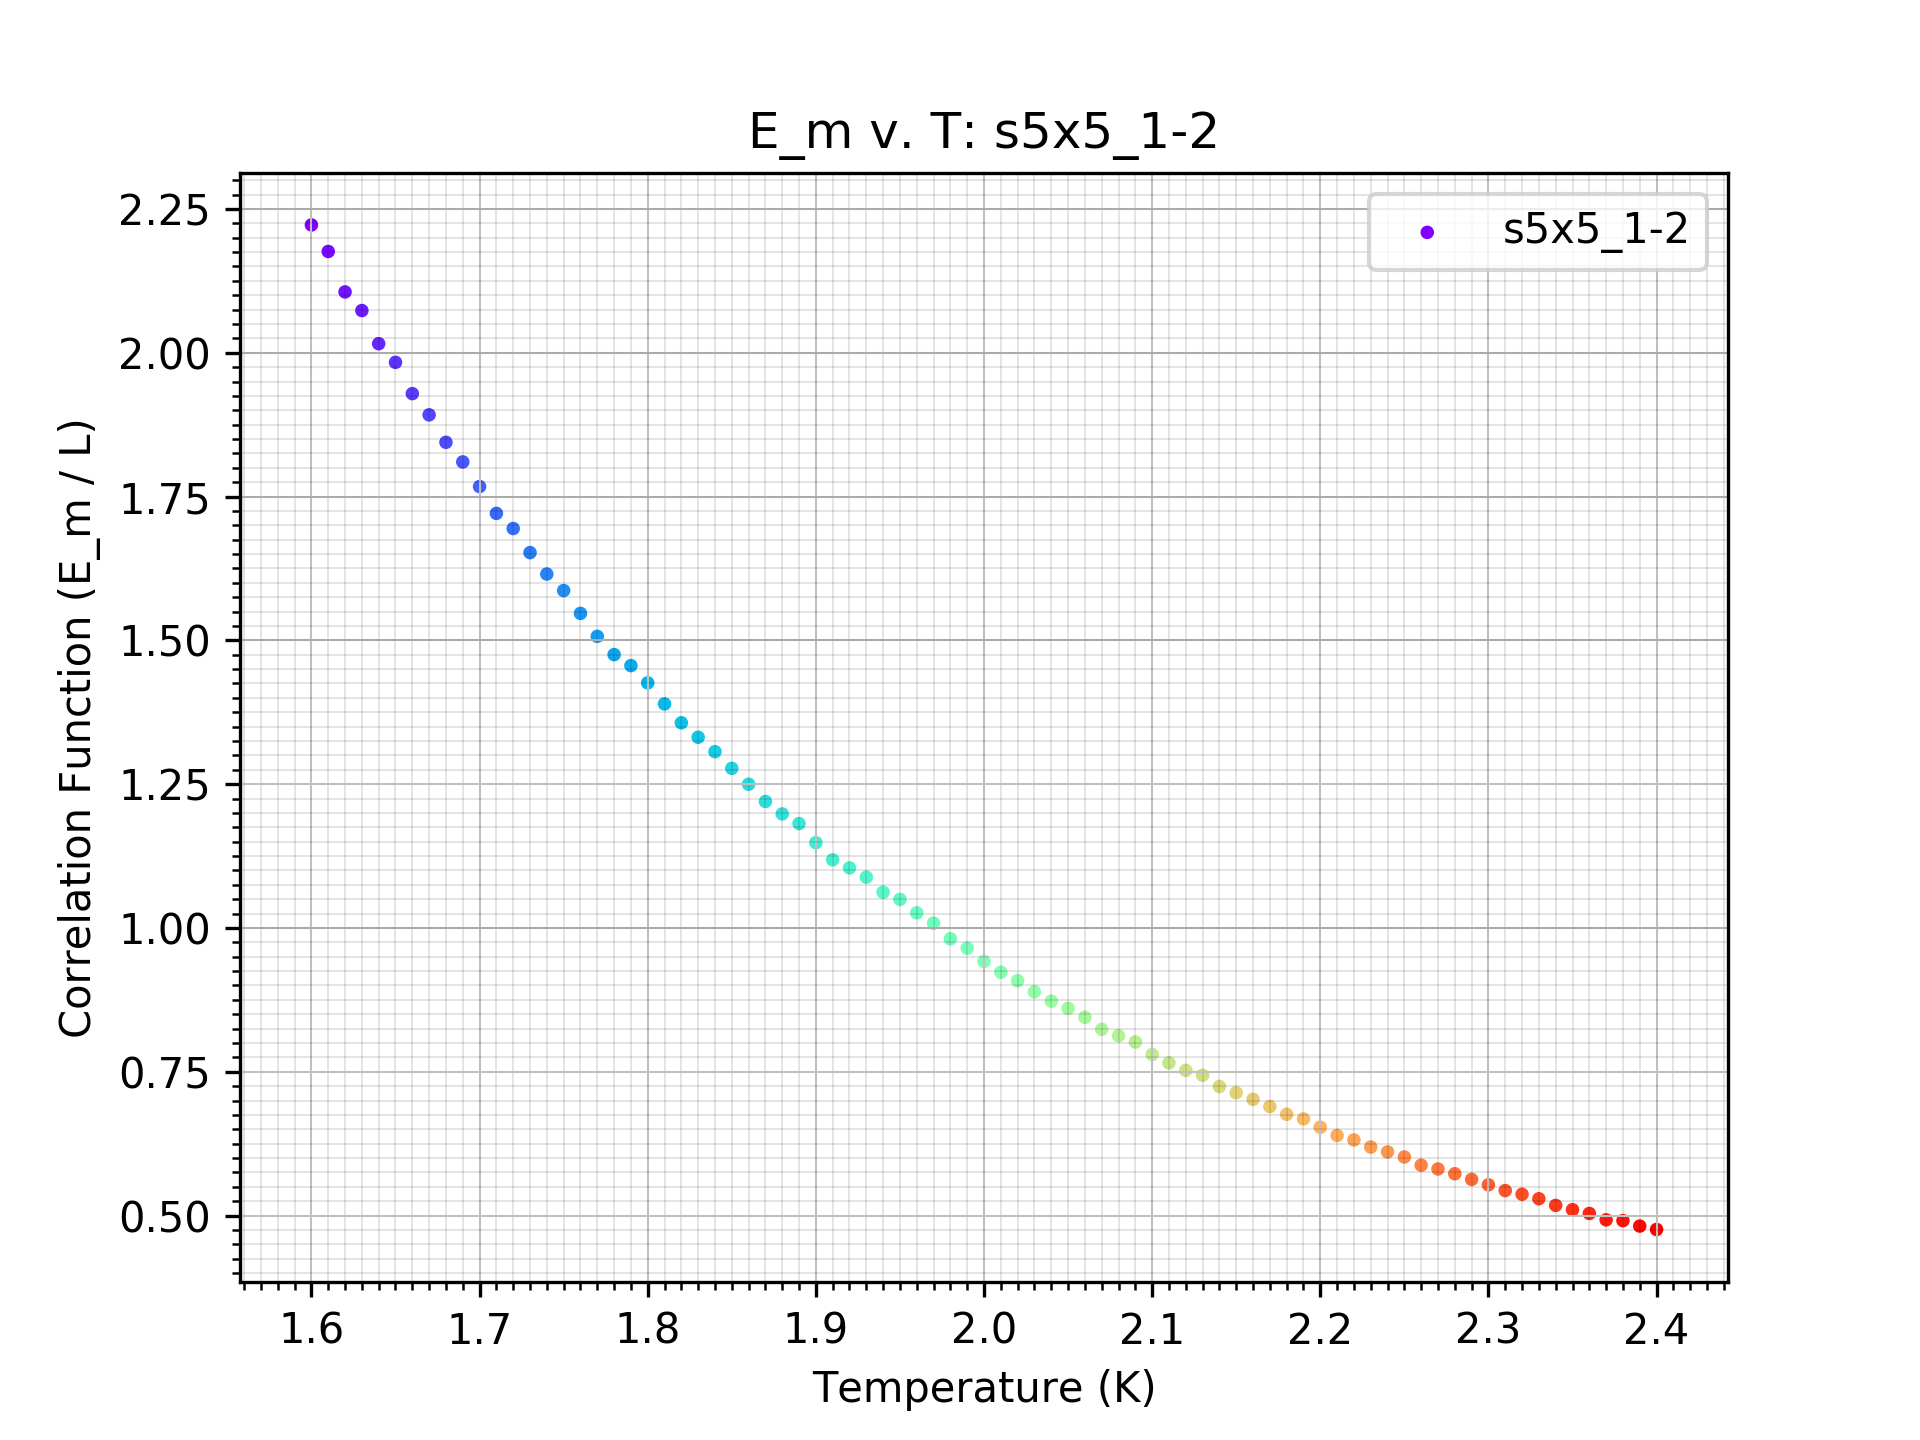 E_m v. T: s5x5_1-2
s5x5_1-2
Correlation Function (E_m / L)
2.25
2.00
1.75
1.50
1.25
1.00
0.75
0.50
1.6 1.7 1.8 1.9 2.0 2.1 2.2 2.3 2.4
Temperature (K)